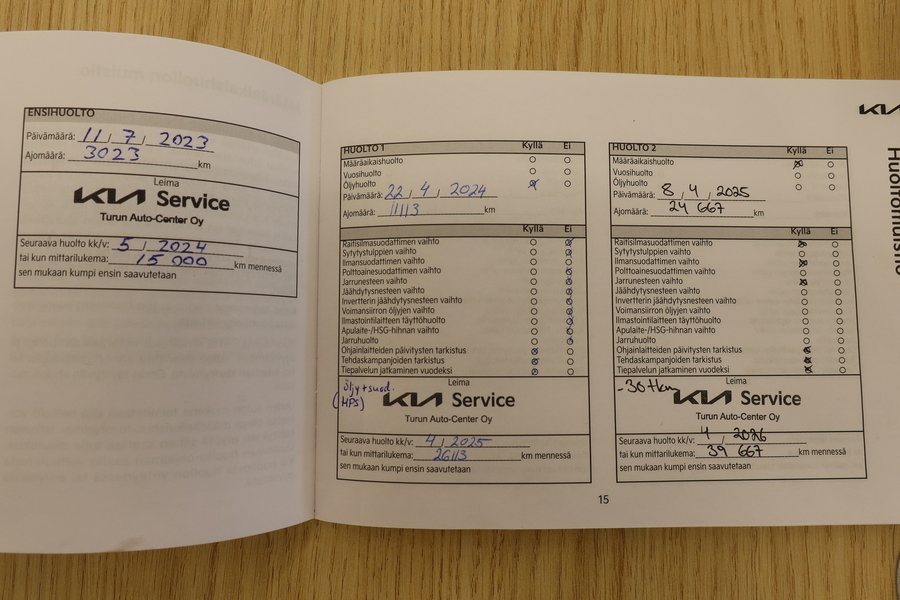 ENSIHUOLTO
Päivämäärä: 11 / 7 / 2023
Ajomäärä: 3023 km
Leima
KIA Service
Turun Auto-Center Oy
Seuraava huolto kk/v: 5 / 2024
tai kun mittarilukema: 15 000 km mennessä
sen mukaan kumpi ensin saavutetaan
HUOLTO 1 Kyllä Ei
Määräaikaishuolto
Vuosihuolto
Öljyhuolto
Päivämäärä: 22 / 4 / 2024
Ajomäärä: 11113 km
Kyllä Ei
Raitisilmasuodattimen vaihto
Sytytystulppien vaihto
Ilmansuodattimen vaihto
Polttoainesuodattimen vaihto
Jarrunesteen vaihto
Jäähdytysnesteen vaihto
Invertterin jäähdytysnesteen vaihto
Voimansiirron öljyjen vaihto
Ilmastointilaitteen täyttöhuolto
Apulaite-/HSG-hihnan vaihto
Jarruhuolto
Ohjainlaitteiden päivitysten tarkistus
Tehdaskampanjoiden tarkistus
Tiepalvelun jatkaminen vuodeksi
Öljy+suod.
(MPS)
Leima
KIA Service
Turun Auto-Center Oy
Seuraava huolto kk/v: 4 / 2025
tai kun mittarilukema: 26113 km mennessä
sen mukaan kumpi ensin saavutetaan
15
HUOLTO 2 Kyllä Ei
Määräaikaishuolto
Vuosihuolto
Öljyhuolto
Päivämäärä: 8 / 4 / 2025
Ajomäärä: 24 667 km
Kyllä Ei
Raitisilmasuodattimen vaihto
Sytytystulppien vaihto
Ilmansuodattimen vaihto
Polttoainesuodattimen vaihto
Jarrunesteen vaihto
Jäähdytysnesteen vaihto
Invertterin jäähdytysnesteen vaihto
Voimansiirron öljyjen vaihto
Ilmastointilaitteen täyttöhuolto
Apulaite-/HSG-hihnan vaihto
Jarruhuolto
Ohjainlaitteiden päivitysten tarkistus
Tehdaskampanjoiden tarkistus
Tiepalvelun jatkaminen vuodeksi
-30tkm
Leima
KIA Service
Turun Auto-Center Oy
Seuraava huolto kk/v: 4 / 2026
tai kun mittarilukema: 39 667 km mennessä
sen mukaan kumpi ensin saavutetaan